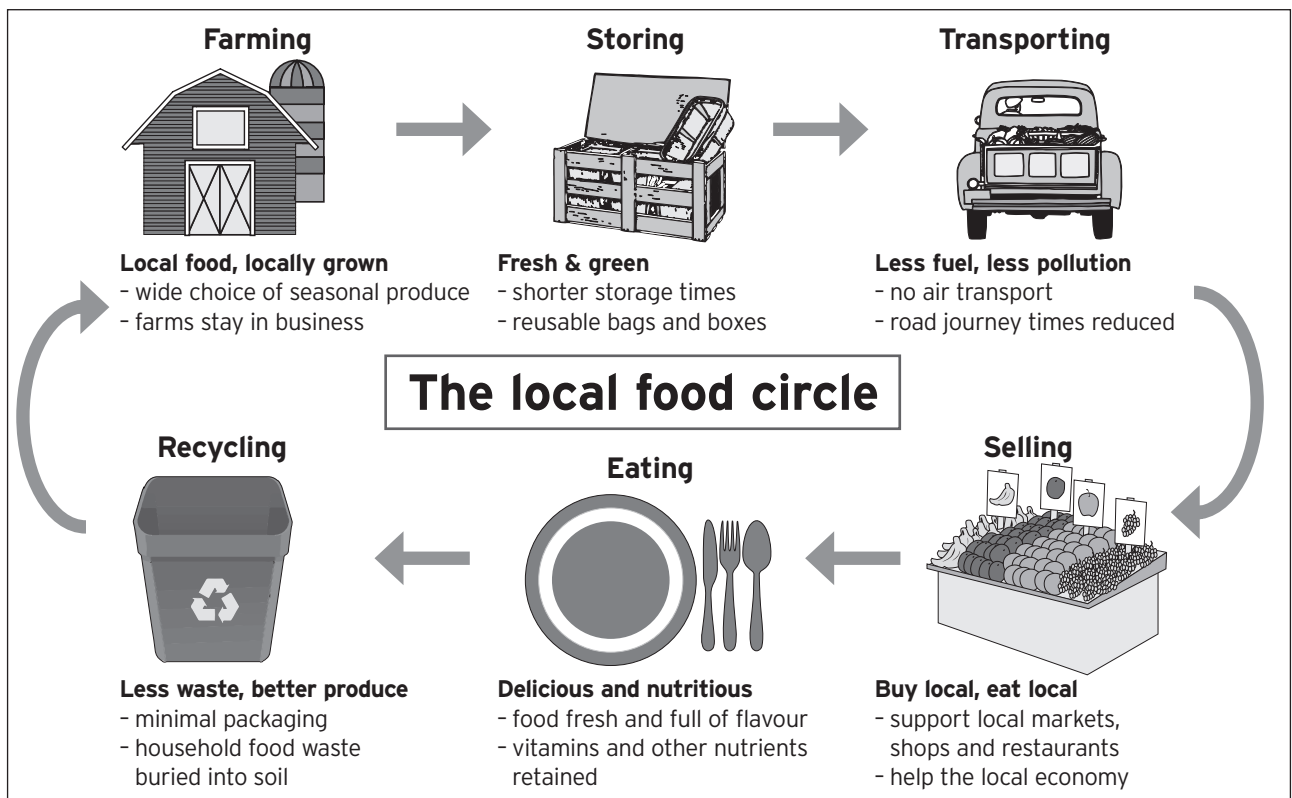 Farming
Local food, locally grown
– wide choice of seasonal produce
– farms stay in business
Storing
Fresh & green
– shorter storage times
– reusable bags and boxes
Transporting
Less fuel, less pollution
– no air transport
– road journey times reduced
The local food circle
Selling
Buy local, eat local
– support local markets,
shops and restaurants
– help the local economy
Eating
Delicious and nutritious
– food fresh and full of flavour
– vitamins and other nutrients
retained
Recycling
Less waste, better produce
– minimal packaging
– household food waste
buried into soil